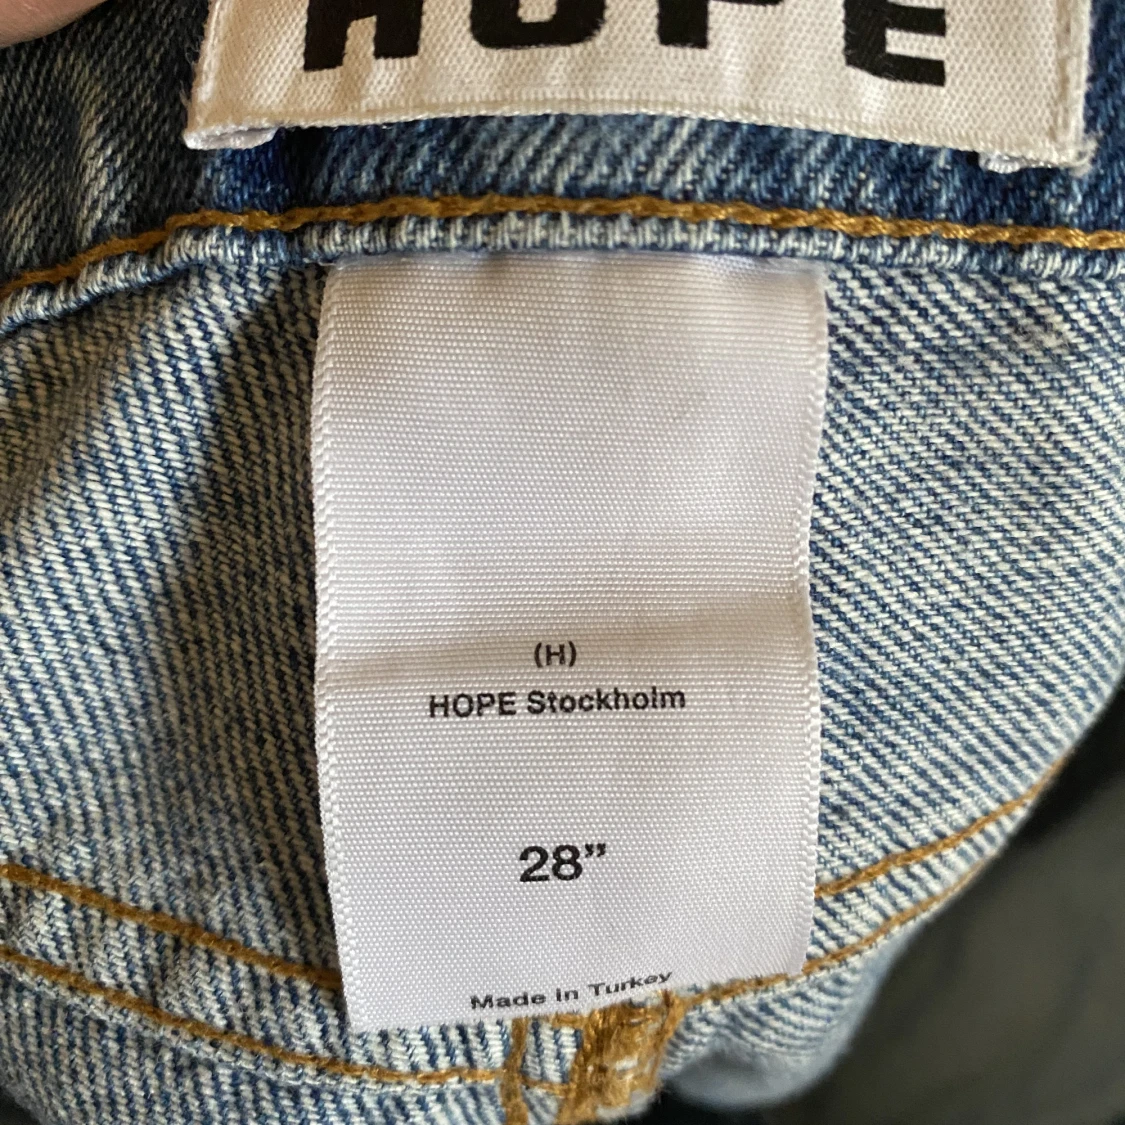 HOPE
(H)
HOPE Stockholm
28”
Made in Turkey